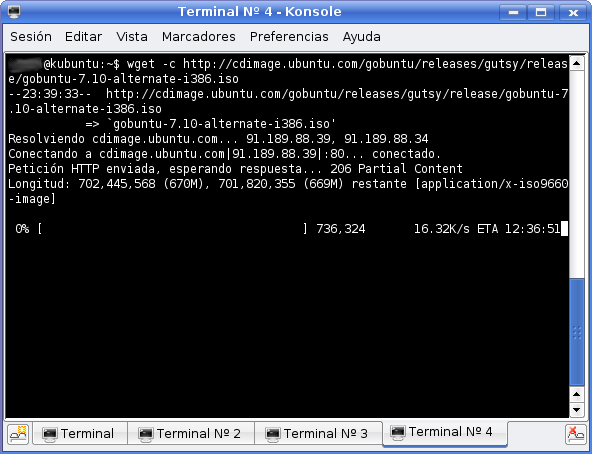 Terminal Nº 4 - Konsole
Sesión Editar Vista Marcadores Preferencias Ayuda
@kubuntu:~$ wget -c http://cdimage.ubuntu.com/gobuntu/releases/gutsy/releas
e/gobuntu-7.10-alternate-i386.iso
--23:39:33-- http://cdimage.ubuntu.com/gobuntu/releases/gutsy/release/gobuntu-7
.10-alternate-i386.iso
=> `gobuntu-7.10-alternate-i386.iso'
Resolviendo cdimage.ubuntu.com... 91.189.88.39, 91.189.88.34
Conectando a cdimage.ubuntu.com|91.189.88.39|:80... conectado.
Petición HTTP enviada, esperando respuesta... 206 Partial Content
Longitud: 702,445,568 (670M), 701,820,355 (669M) restante [application/x-iso9660
-image]
0% [ ] 736,324 16.32K/s ETA 12:36:51
Terminal Terminal Nº 2 Terminal Nº 3 Terminal Nº 4